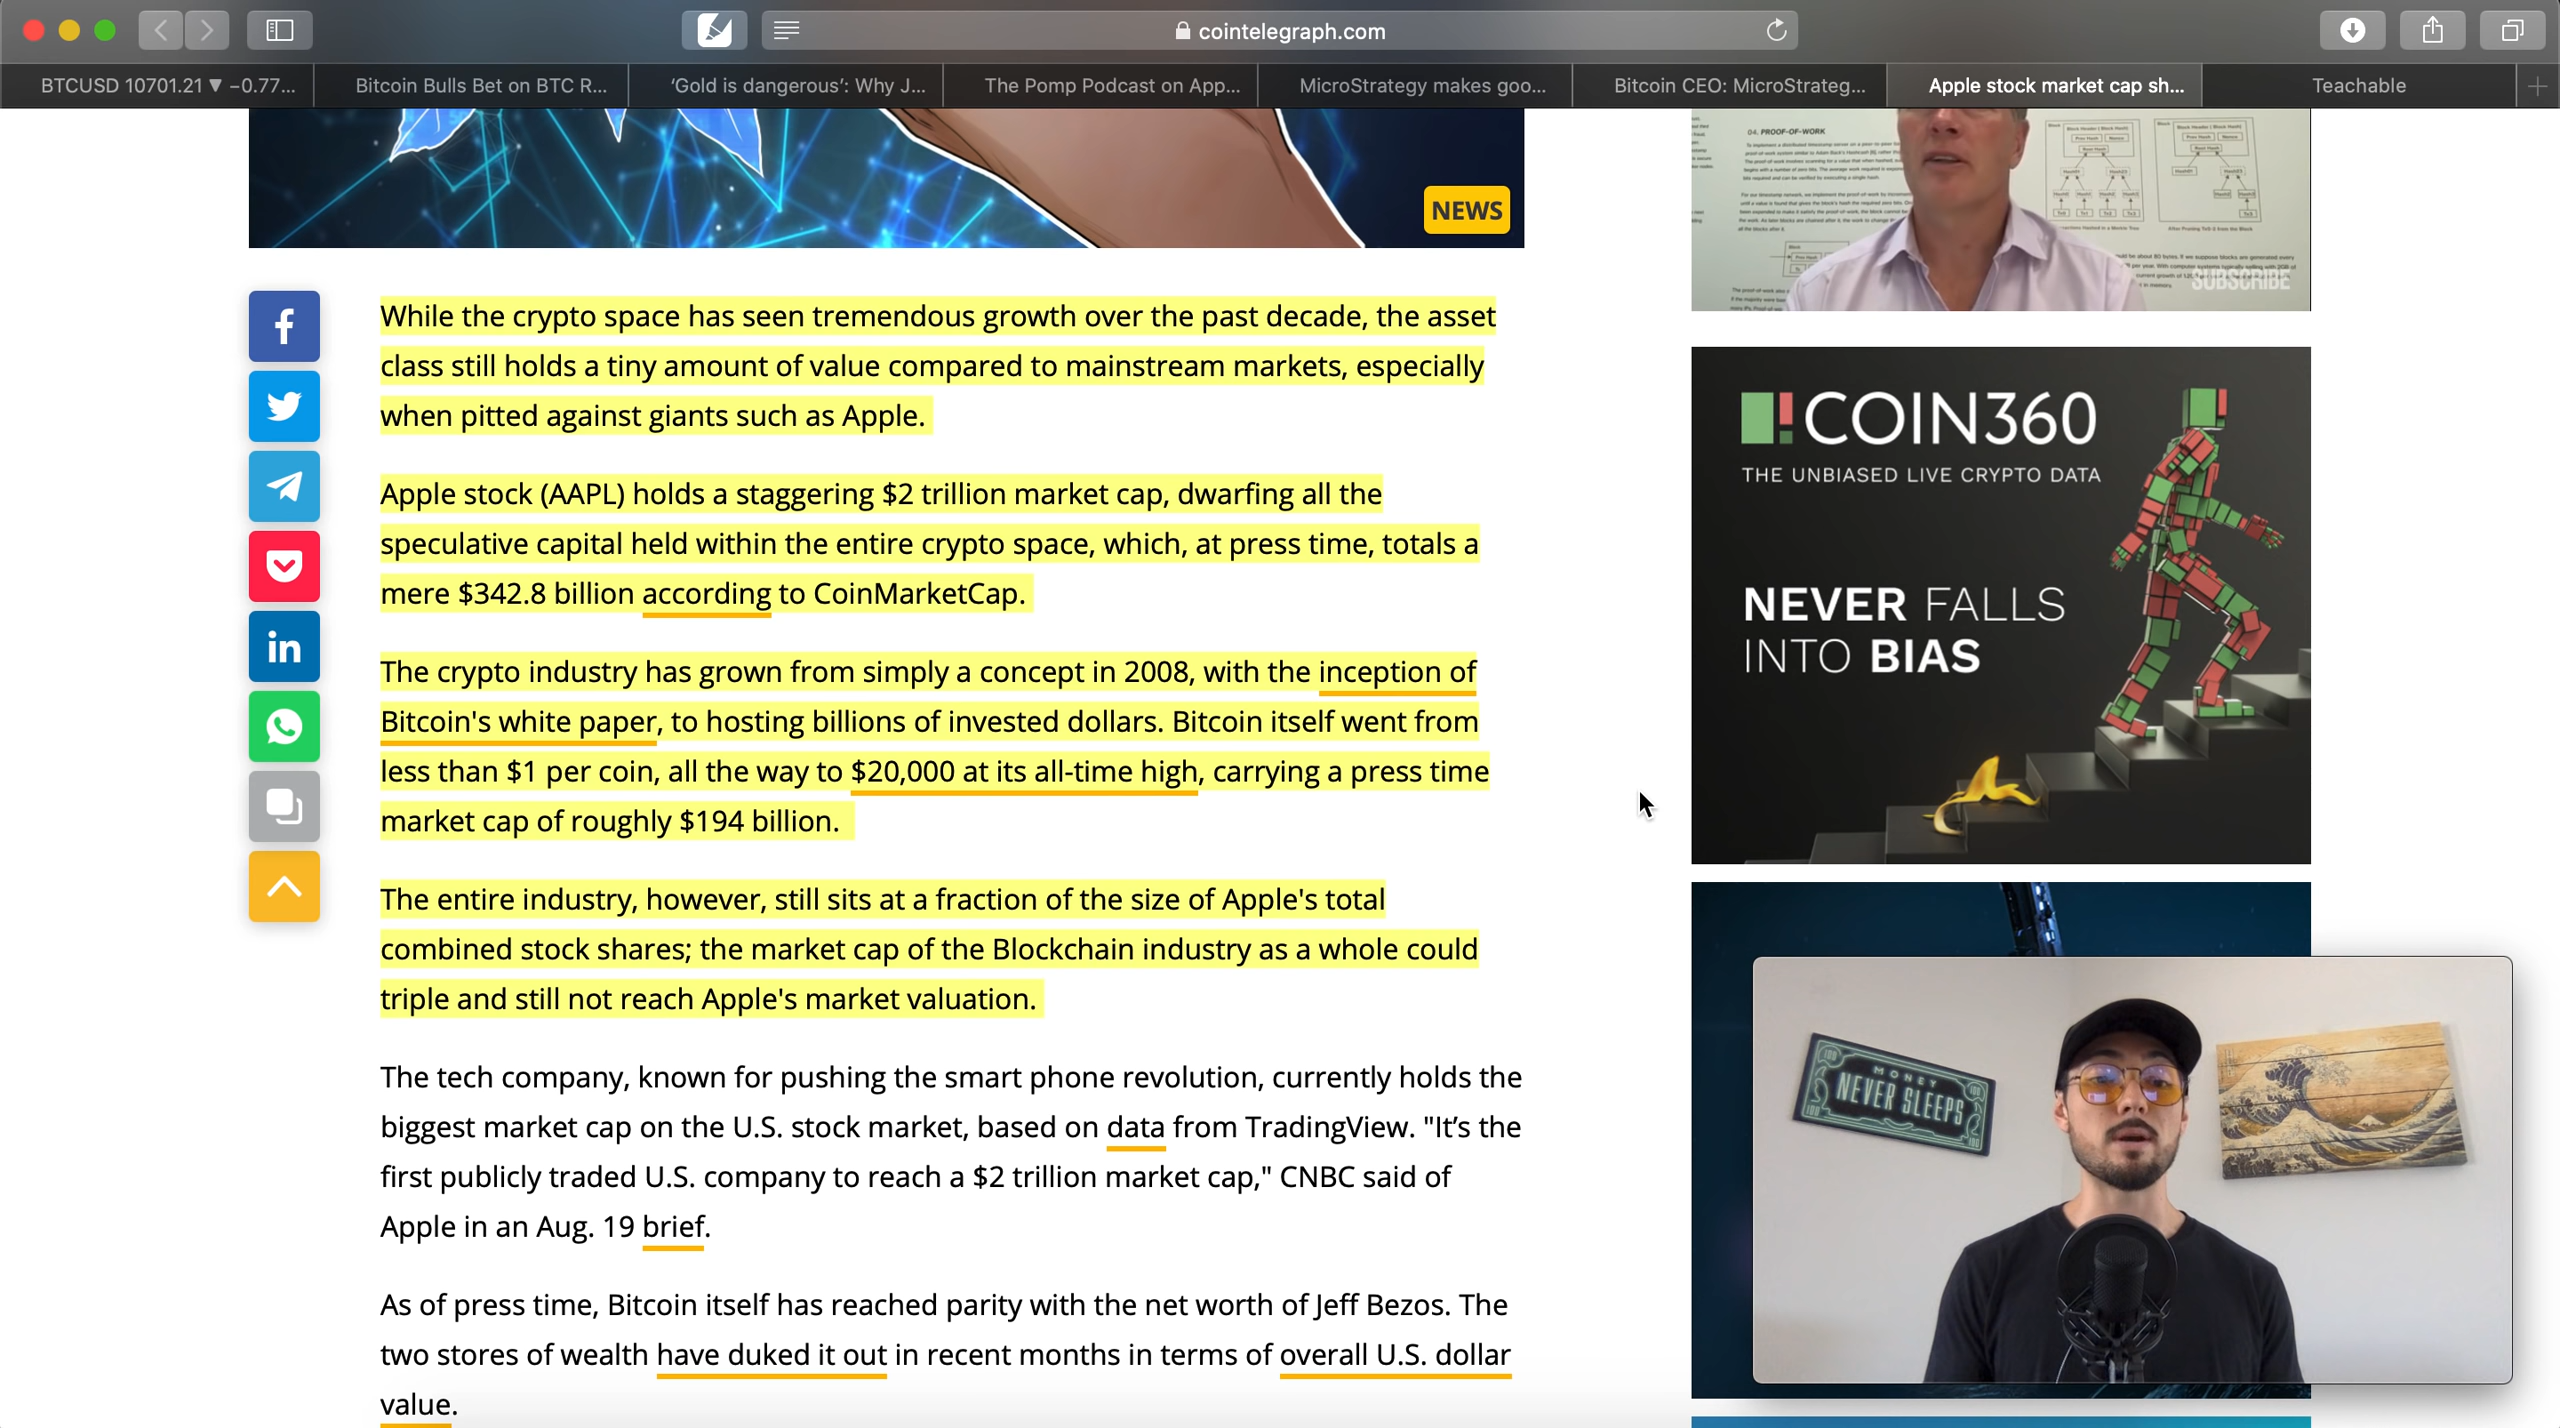 cointelegraph.com
BTCUSD 10701.21 ▼ −0.77...
Bitcoin Bulls Bet on BTC R...
‘Gold is dangerous’: Why J...
The Pomp Podcast on App...
MicroStrategy makes goo...
Bitcoin CEO: MicroStrateg...
Apple stock market cap sh...
Teachable
NEWS
04. PROOF-OF-WORK
SUBSCRIBE
While the crypto space has seen tremendous growth over the past decade, the asset
class still holds a tiny amount of value compared to mainstream markets, especially
when pitted against giants such as Apple.
Apple stock (AAPL) holds a staggering $2 trillion market cap, dwarfing all the
speculative capital held within the entire crypto space, which, at press time, totals a
mere $342.8 billion according to CoinMarketCap.
The crypto industry has grown from simply a concept in 2008, with the inception of
Bitcoin's white paper, to hosting billions of invested dollars. Bitcoin itself went from
less than $1 per coin, all the way to $20,000 at its all-time high, carrying a press time
market cap of roughly $194 billion.
The entire industry, however, still sits at a fraction of the size of Apple's total
combined stock shares; the market cap of the Blockchain industry as a whole could
triple and still not reach Apple's market valuation.
The tech company, known for pushing the smart phone revolution, currently holds the
biggest market cap on the U.S. stock market, based on data from TradingView. "It’s the
first publicly traded U.S. company to reach a $2 trillion market cap," CNBC said of
Apple in an Aug. 19 brief.
As of press time, Bitcoin itself has reached parity with the net worth of Jeff Bezos. The
two stores of wealth have duked it out in recent months in terms of overall U.S. dollar
value.
COIN360
THE UNBIASED LIVE CRYPTO DATA
NEVER FALLS
INTO BIAS
MONEY
NEVER SLEEPS